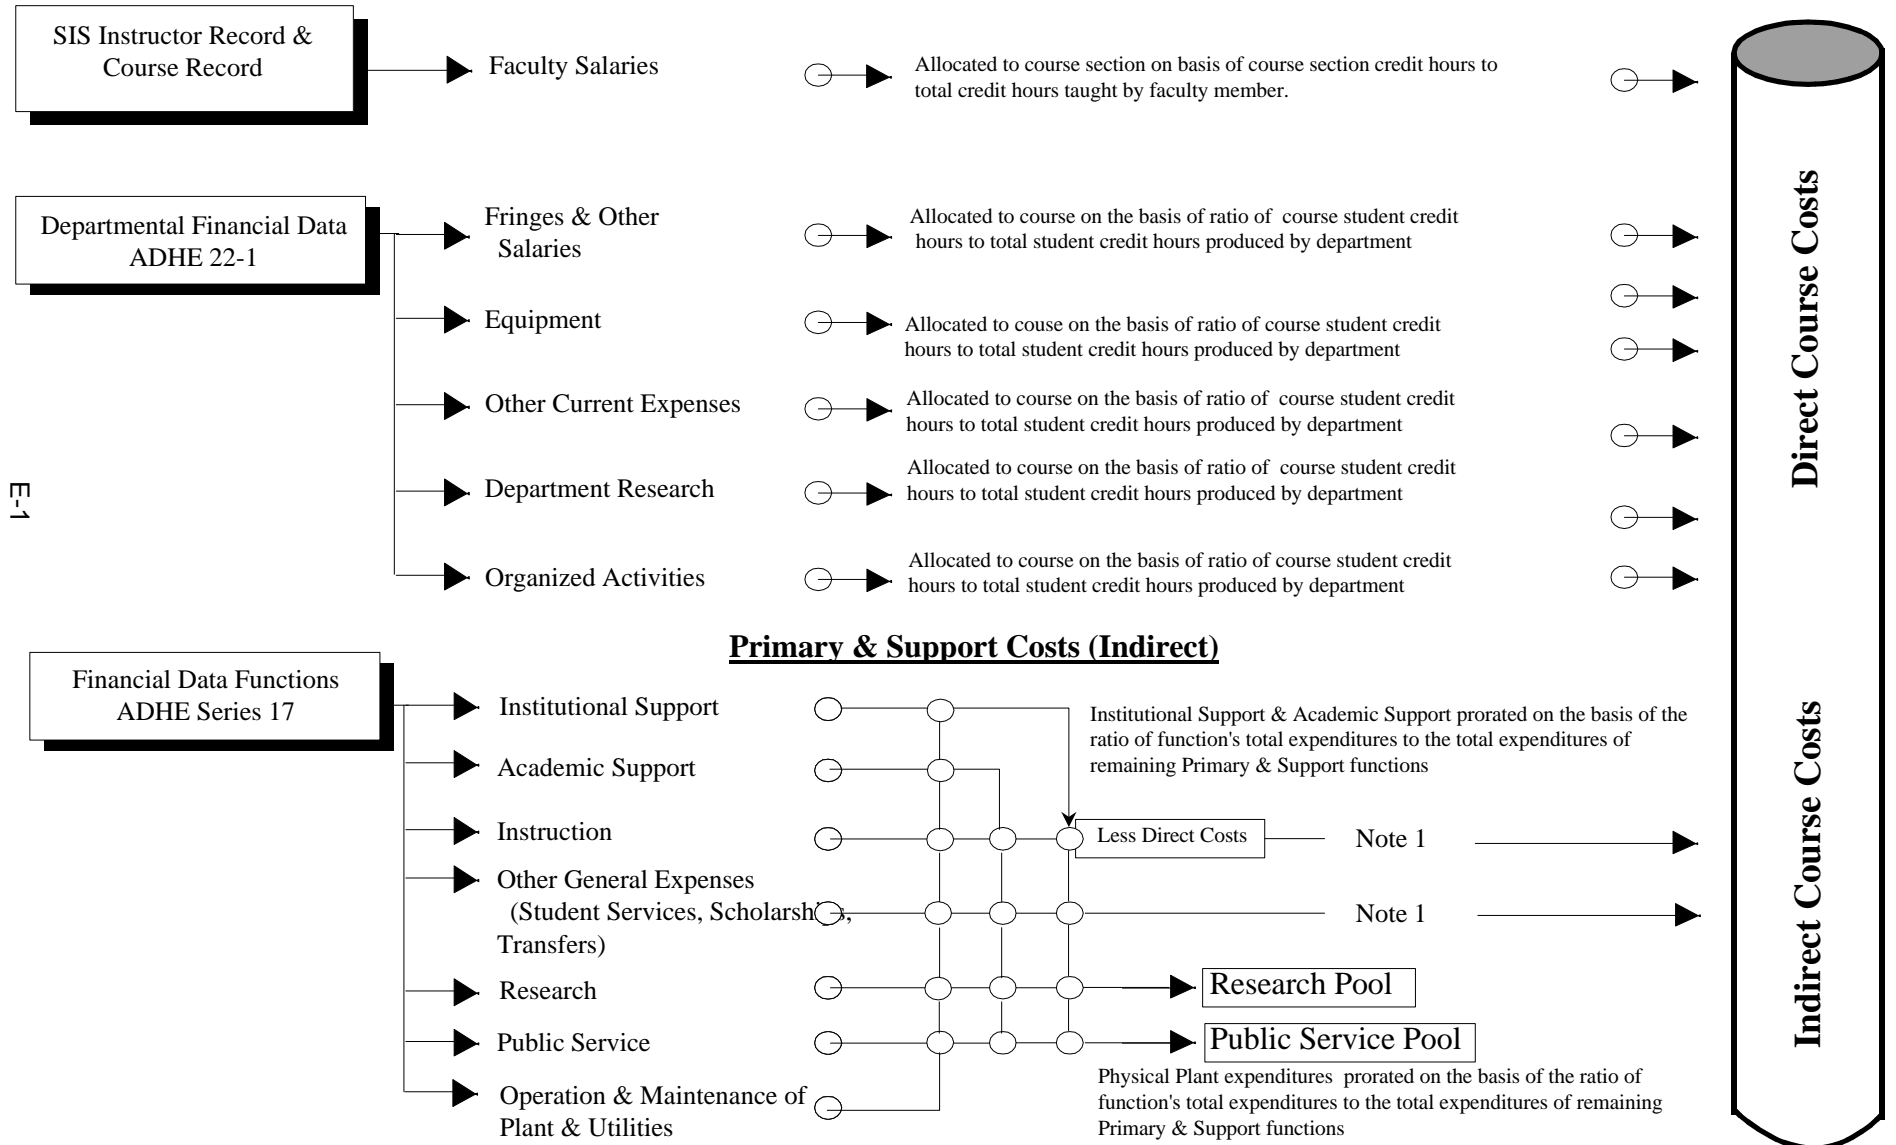 SIS Instructor Record &
Course Record
Faculty Salaries
Allocated to course section on basis of course section credit hours to
total credit hours taught by faculty member.
Departmental Financial Data
ADHE 22-1
Fringes & Other
Salaries
Allocated to course on the basis of ratio of course student credit
hours to total student credit hours produced by department
Equipment
Allocated to couse on the basis of ratio of course student credit
hours to total student credit hours produced by department
Other Current Expenses
Allocated to course on the basis of ratio of course student credit
hours to total student credit hours produced by department
Department Research
Allocated to course on the basis of ratio of course student credit
hours to total student credit hours produced by department
Organized Activities
Allocated to course on the basis of ratio of course student credit
hours to total student credit hours produced by department
Direct Course Costs
E-1
Primary & Support Costs (Indirect)
Financial Data Functions
ADHE Series 17
Institutional Support
Institutional Support & Academic Support prorated on the basis of the
ratio of function's total expenditures to the total expenditures of
remaining Primary & Support functions
Academic Support
Instruction
Less Direct Costs
Note 1
Other General Expenses
(Student Services, Scholarships,
Transfers)
Note 1
Research
Research Pool
Public Service
Public Service Pool
Operation & Maintenance of
Plant & Utilities
Physical Plant expenditures prorated on the basis of the ratio of
function's total expenditures to the total expenditures of remaining
Primary & Support functions
Indirect Course Costs